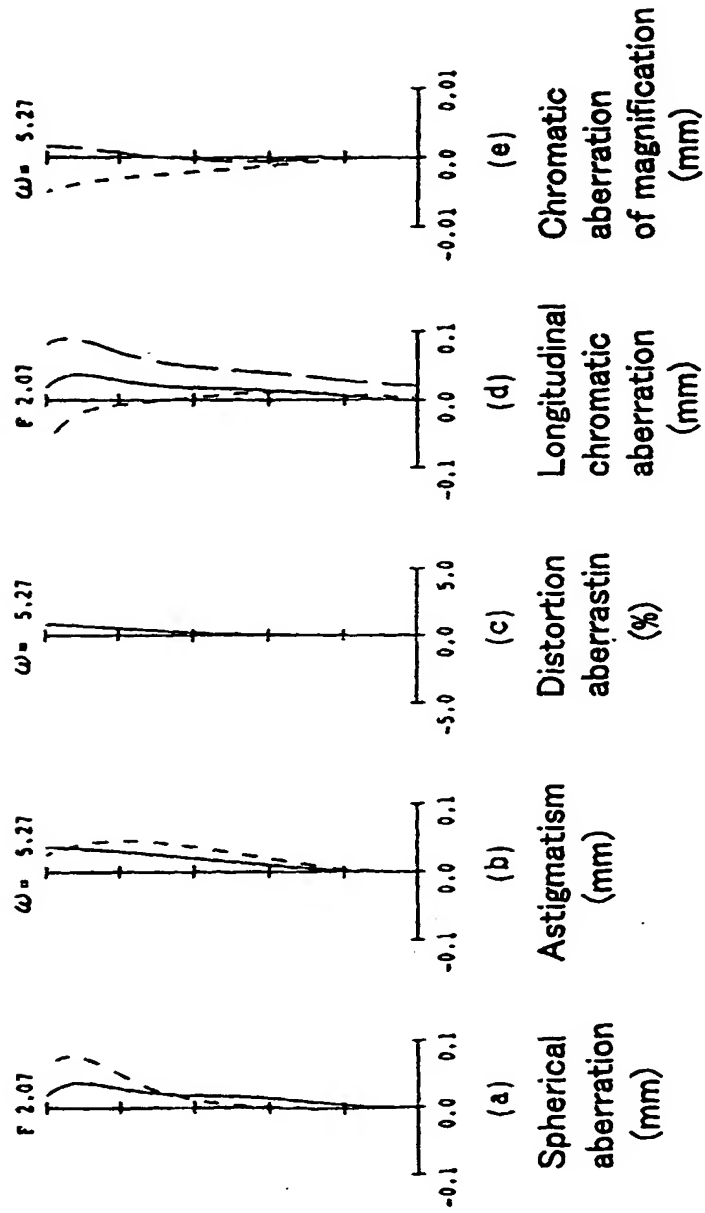 F 2.07
-0.1 0.0 0.1
(a)
Spherical
aberration
(mm)
ω= 5.27
-0.1 0.0 0.1
(b)
Astigmatism
(mm)
ω= 5.27
-5.0 0.0 5.0
(c)
Distortion
aberrastin
(%)
F 2.07
-0.1 0.0 0.1
(d)
Longitudinal
chromatic
aberration
(mm)
ω= 5.27
-0.01 0.0 0.01
(e)
Chromatic
aberration
of magnification
(mm)